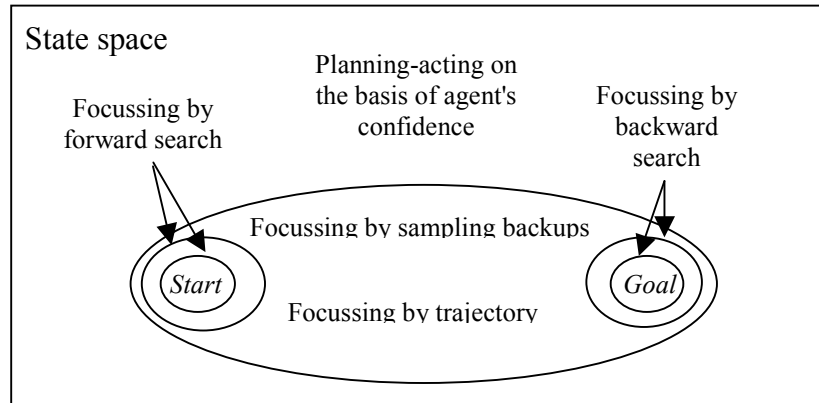 State space
Planning-acting on
the basis of agent's
confidence
Focussing by
forward search
Focussing by
backward
search
Focussing by sampling backups
Start
Goal
Focussing by trajectory